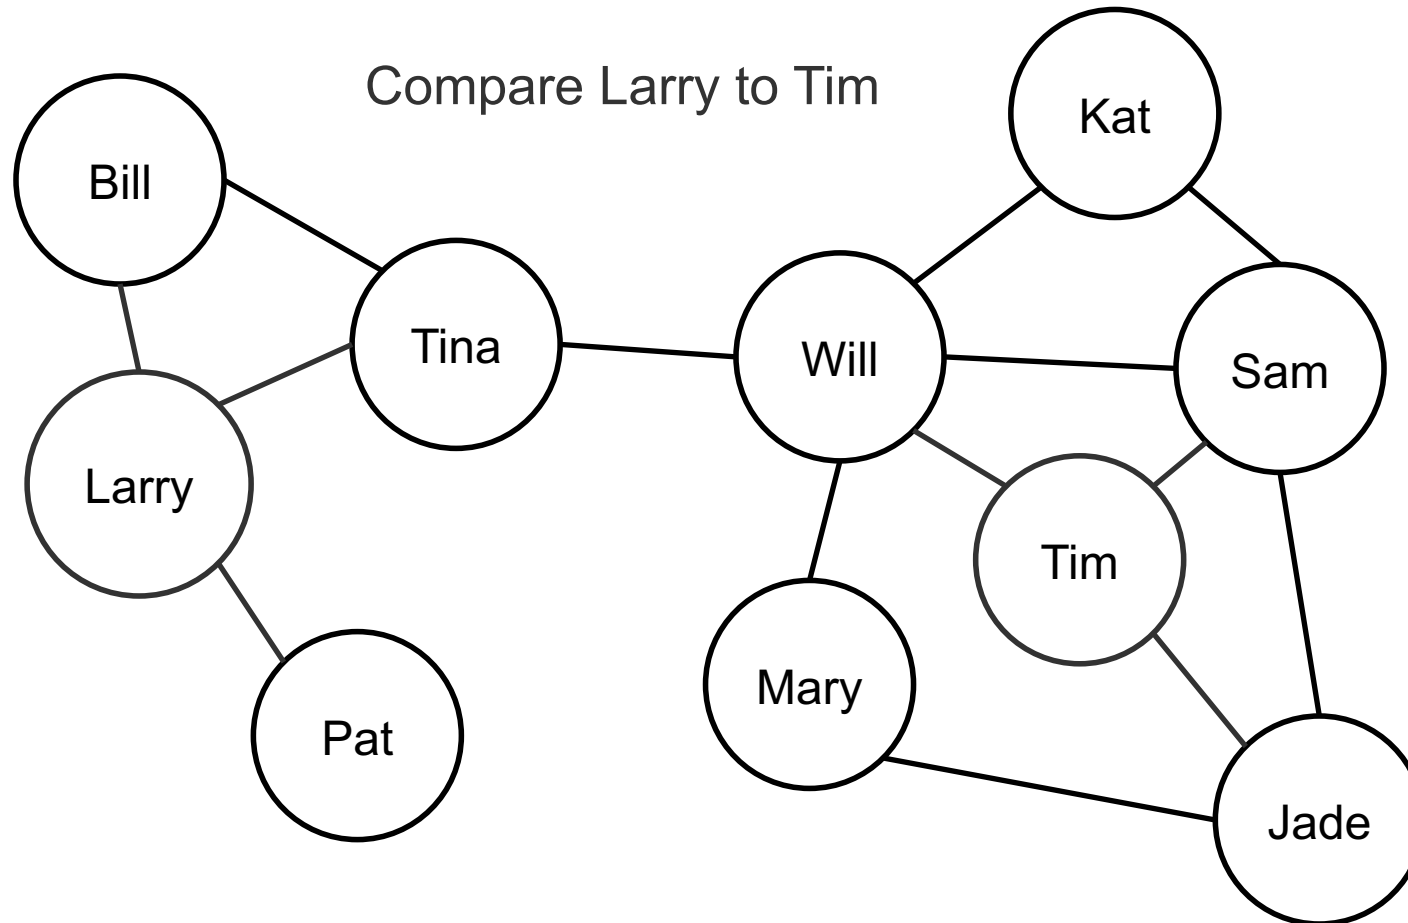 Compare Larry to Tim
Kat
Bill
Tina
Will
Sam
Larry
Tim
Mary
Pat
Jade